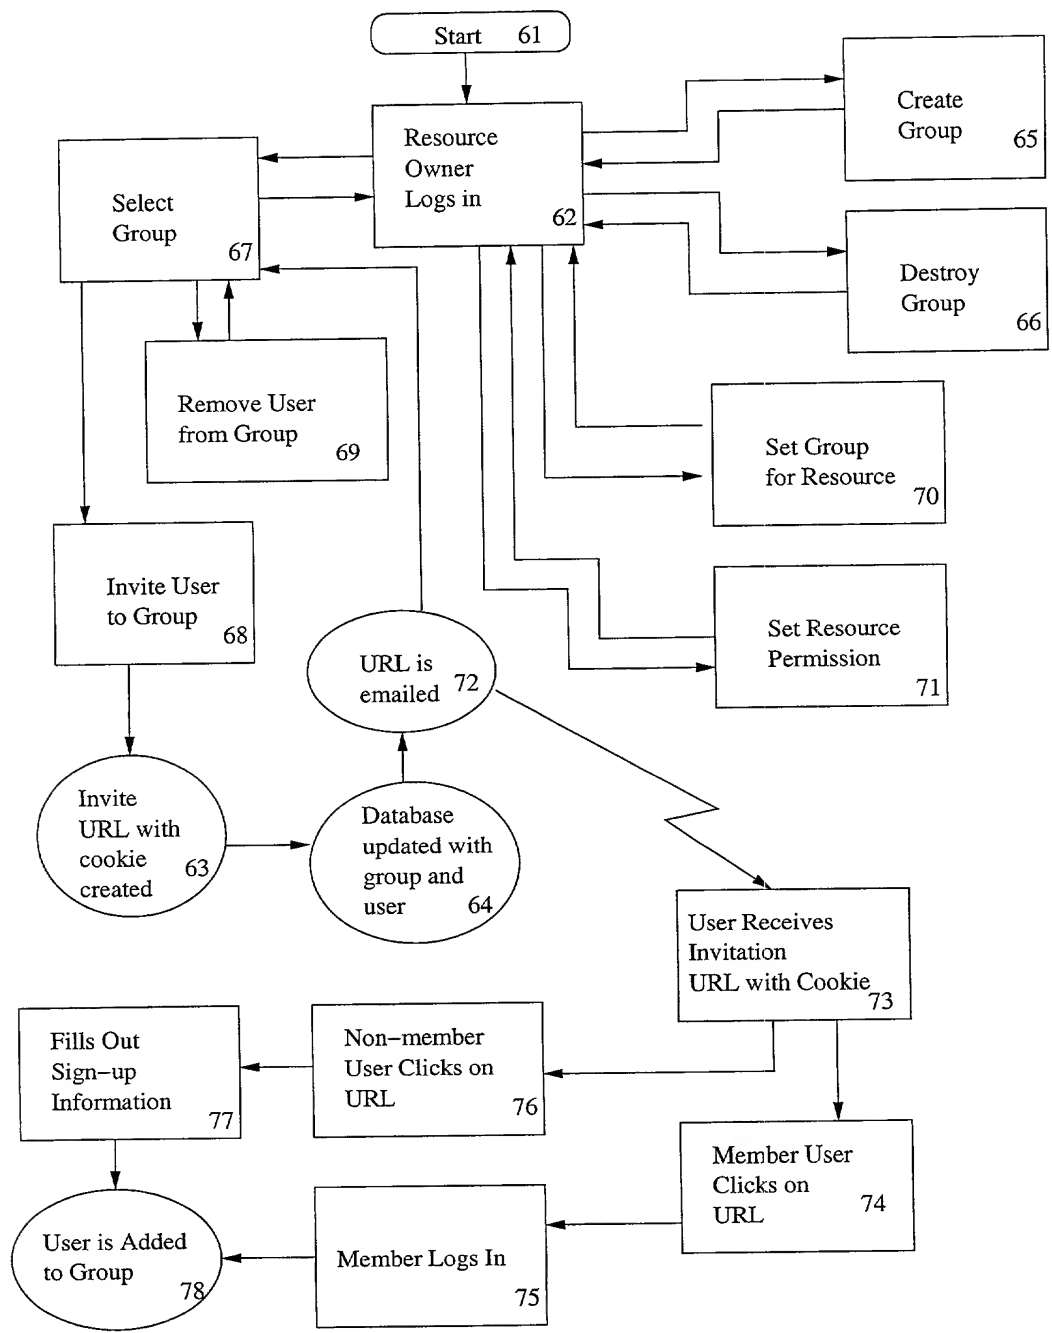 Start 61
Create
Group
65
Resource
Owner
Logs in
62
Select
Group
67
Destroy
Group
66
Remove User
from Group
69
Set Group
for Resource
70
Invite User
to Group
68
Set Resource
Permission
71
URL is
emailed 72
Invite
URL with
cookie
created
63
Database
updated with
group and
user
64
User Receives
Invitation
URL with Cookie
73
Fills Out
Sign-up
Information
77
Non-member
User Clicks on
URL
76
Member User
Clicks on
URL
74
User is Added
to Group
78
Member Logs In
75